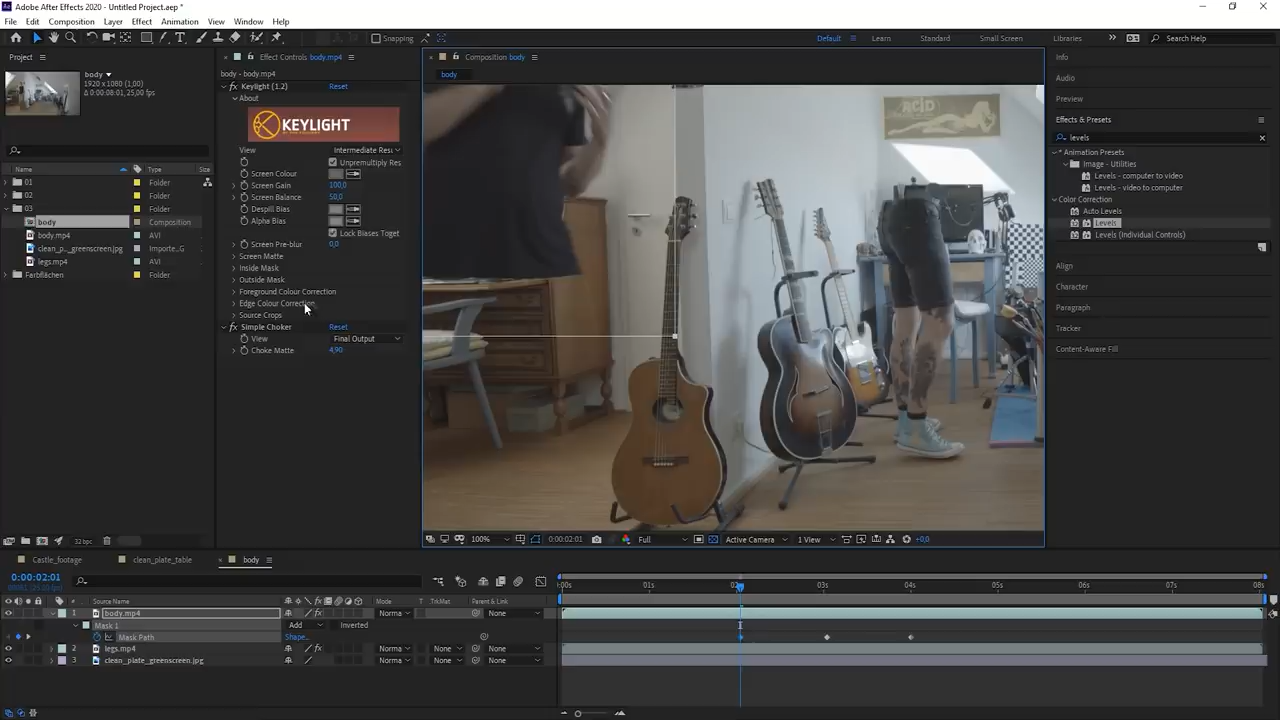 Adobe After Effects 2020 - Untitled Project.aep *
File Edit Composition Layer Effect Animation View Window Help
Snapping
Default Learn Standard Small Screen Libraries Search Help
Project
body
1920 x 1080 (1,00)
Δ 0:00:08:01, 25,00 fps
Name Type Size
01 Folder
02 Folder
03 Folder
body Composition
body.mp4 AVI
clean_p..._greenscreen.jpg Importe...G
legs.mp4 AVI
Farbflächen Folder
32 bpc
Effect Controls body.mp4
body - body.mp4
fx Keylight (1.2) Reset
About
KEYLIGHT
View Intermediate Resu
Unpremultiply Res
Screen Colour
Screen Gain 100,0
Screen Balance 50,0
Despill Bias
Alpha Bias
Lock Biases Toget
Screen Pre-blur 0,0
Screen Matte
Inside Mask
Outside Mask
Foreground Colour Correction
Edge Colour Correction
Source Crops
fx Simple Choker Reset
View Final Output
Choke Matte 4,90
Composition body
body
ACID
100% 0:00:02:01 Full Active Camera 1 View +0,0
Info
Audio
Preview
Effects & Presets
levels
* Animation Presets
Image - Utilities
Levels - computer to video
Levels - video to computer
Color Correction
Auto Levels
Levels
Levels (Individual Controls)
Align
Character
Paragraph
Tracker
Content-Aware Fill
Castle_footage clean_plate_table body
0:00:02:01
:00s 01s 03s 04s 05s 06s 07s 08s
# Source Name Mode T TrkMat Parent & Link
1 body.mp4 Norma None
Mask 1 Add Inverted
Mask Path Shape...
2 legs.mp4 Norma None None
3 clean_plate_greenscreen.jpg Norma None None